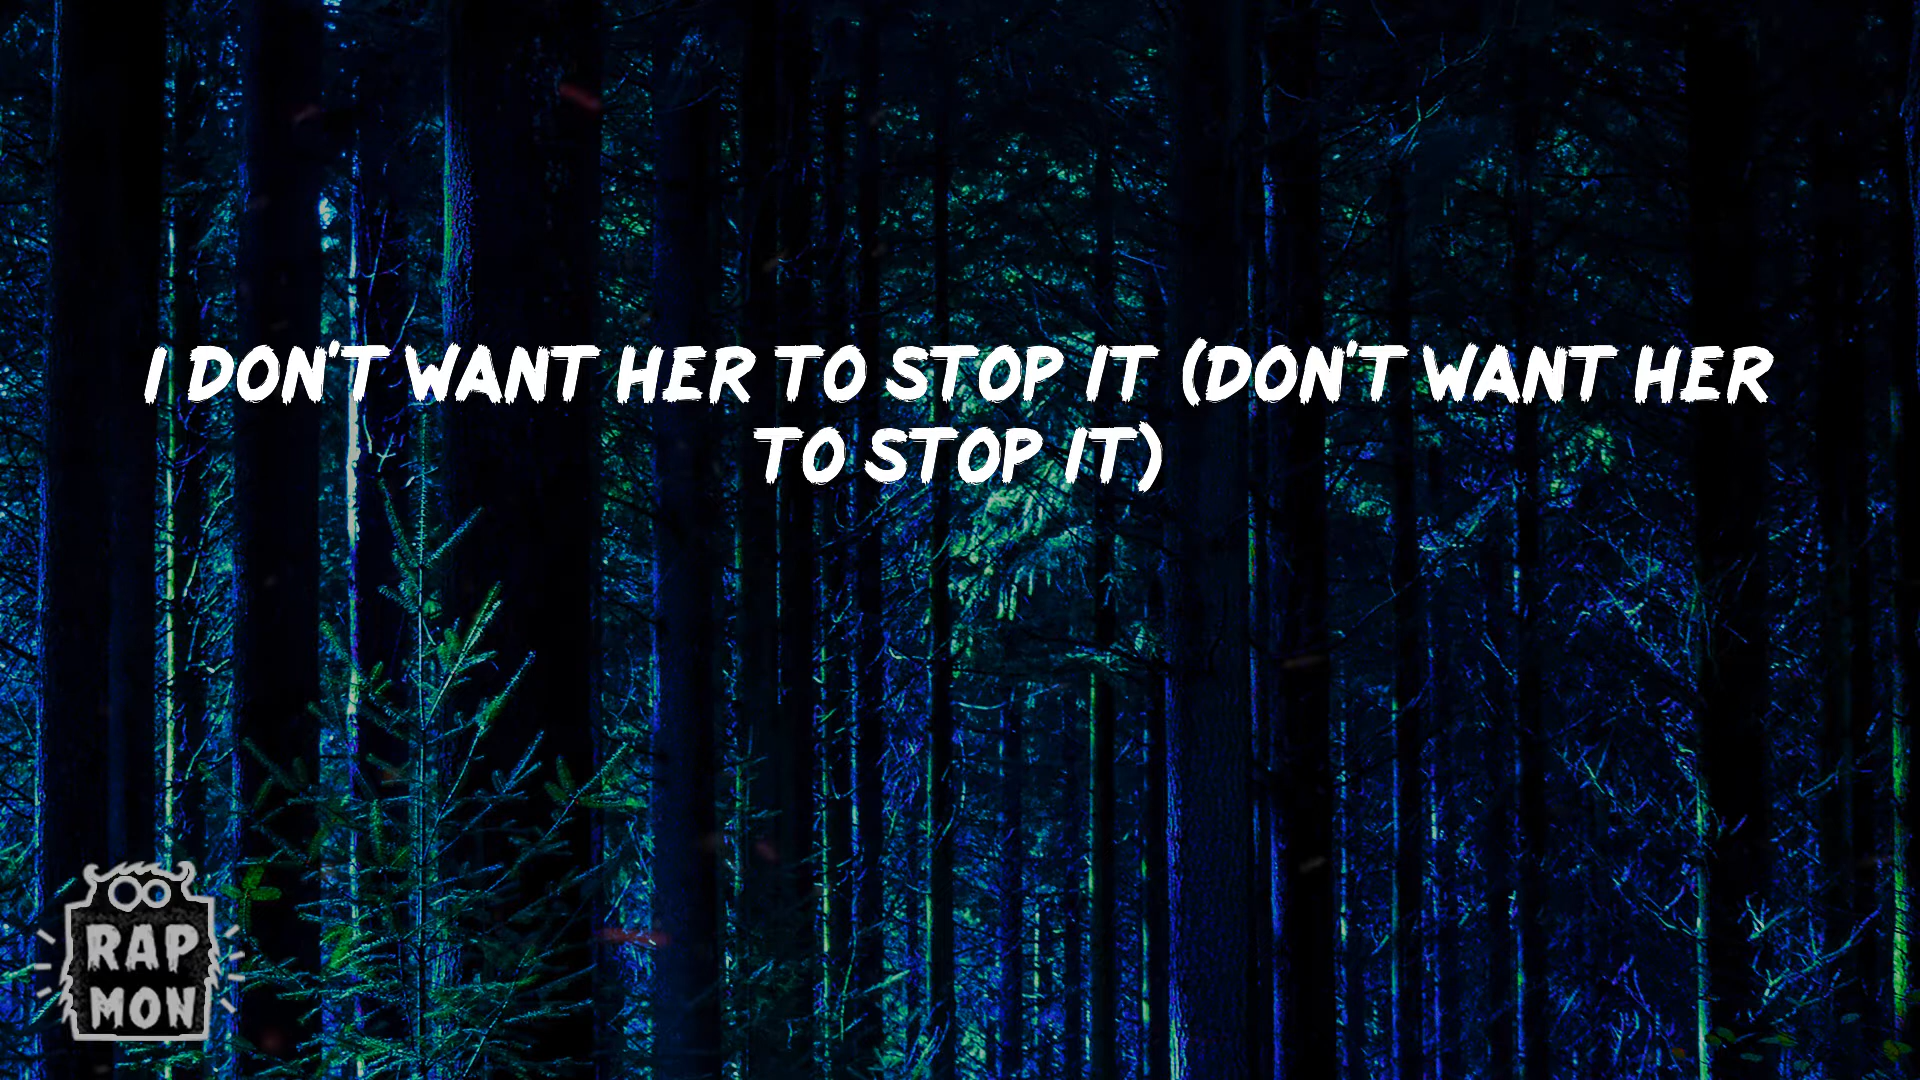 I DON'T WANT HER TO STOP IT (DON'T WANT HER
TO STOP IT)
RAP
MON